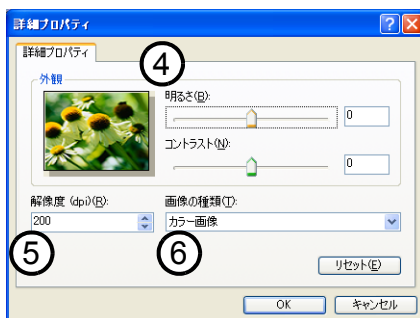 詳細プロパティ
詳細プロパティ
④
外観
明るさ(B):
0
コントラスト(N):
0
解像度 (dpi)(R):
200
画像の種類(T):
カラー画像
⑤
⑥
リセット(E)
OK
キャンセル